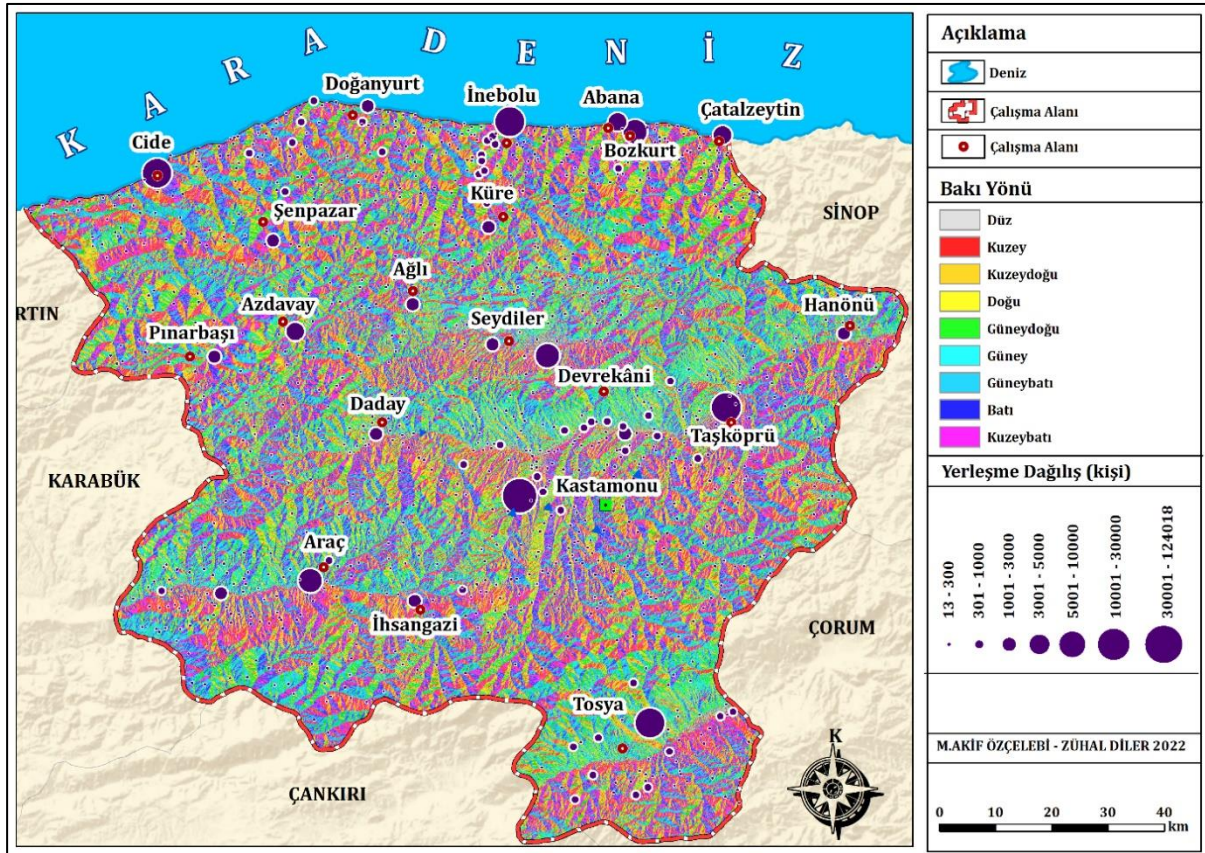 K A R A D E N İ Z
Doğanyurt
İnebolu
Abana
Çatalzeytin
Cide
Bozkurt
Küre
Şenpazar
SİNOP
Ağlı
Azdavay
Hanönü
RTIN
Pınarbaşı
Seydiler
Devrekâni
Daday
Taşköprü
KARABÜK
Kastamonu
Araç
İhsangazi
ÇORUM
Tosya
K
ÇANKIRI
Açıklama
Deniz
Çalışma Alanı
Çalışma Alanı
Bakı Yönü
Düz
Kuzey
Kuzeydoğu
Doğu
Güneydoğu
Güney
Güneybatı
Batı
Kuzeybatı
Yerleşme Dağılış (kişi)
13 - 300
301 - 1000
1001 - 3000
3001 - 5000
5001 - 10000
10001 - 30000
30001 - 124018
M.AKİF ÖZÇELEBİ - ZÜHAL DİLER 2022
0 10 20 30 40
km